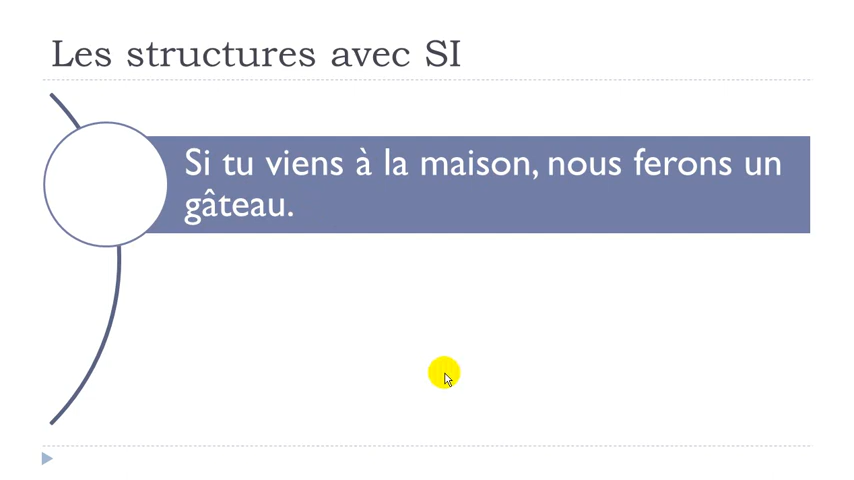 Les structures avec SI
Si tu viens à la maison, nous ferons un
gâteau.